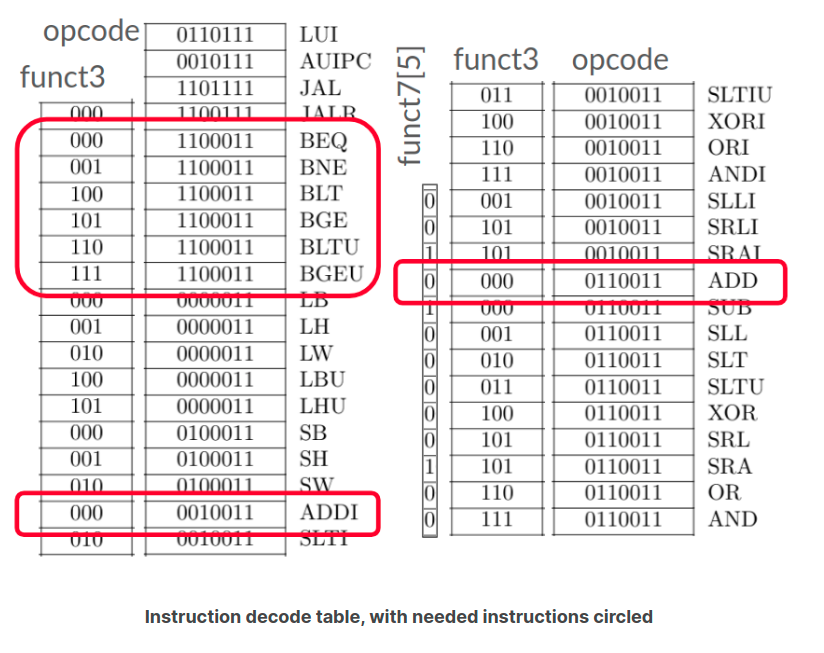 opcode 0110111 LUI
0010111 AUIPC
funct3 1101111 JAL
000 1100111 JALR
000 1100011 BEQ
001 1100011 BNE
100 1100011 BLT
101 1100011 BGE
110 1100011 BLTU
111 1100011 BGEU
000 0000011 LB
001 0000011 LH
010 0000011 LW
100 0000011 LBU
101 0000011 LHU
000 0100011 SB
001 0100011 SH
010 0100011 SW
000 0010011 ADDI
010 0010011 SLTI
funct7[5] funct3 opcode
011 0010011 SLTIU
100 0010011 XORI
110 0010011 ORI
111 0010011 ANDI
0 001 0010011 SLLI
0 101 0010011 SRLI
1 101 0010011 SRAI
0 000 0110011 ADD
1 000 0110011 SUB
0 001 0110011 SLL
0 010 0110011 SLT
0 011 0110011 SLTU
0 100 0110011 XOR
0 101 0110011 SRL
1 101 0110011 SRA
0 110 0110011 OR
0 111 0110011 AND
Instruction decode table, with needed instructions circled